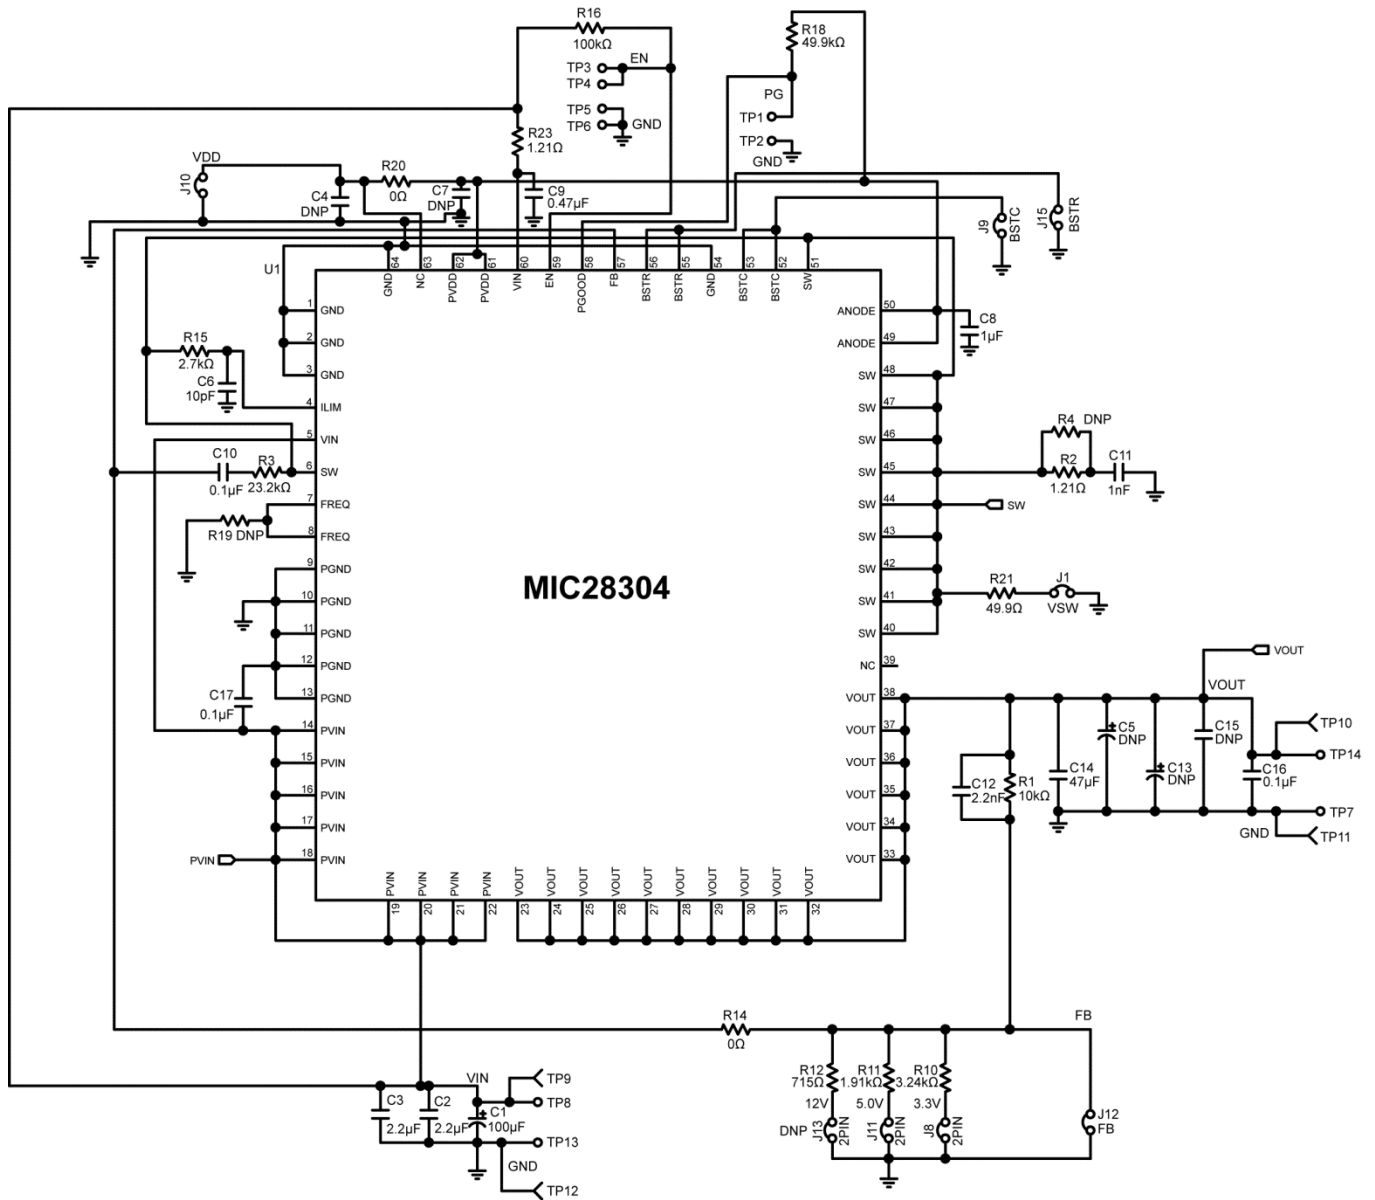 R16
100kΩ
R18
49.9kΩ
TP3
EN
TP4
TP5
GND
TP6
PG
TP1
TP2
GND
R23
1.21Ω
VDD
J10
C4
DNP
R20
0Ω
C7
DNP
C9
0.47µF
J9
BSTC
J15
BSTR
U1
64
63
62
61
60
59
58
57
56
55
54
53
52
51
GND
NC
PVDD
PVDD
VIN
EN
PGOOD
FB
BSTR
BSTR
GND
BSTC
BSTC
SW
1 GND
2 GND
3 GND
4 ILIM
5 VIN
6 SW
7 FREQ
8 FREQ
9 PGND
10 PGND
11 PGND
12 PGND
13 PGND
14 PVIN
15 PVIN
16 PVIN
17 PVIN
18 PVIN
R15
2.7kΩ
C6
10pF
C10
0.1µF
R3
23.2kΩ
R19 DNP
C17
0.1µF
PVIN
MIC28304
ANODE 50
ANODE 49
SW 48
SW 47
SW 46
SW 45
SW 44
SW 43
SW 42
SW 41
SW 40
NC 39
VOUT 38
VOUT 37
VOUT 36
VOUT 35
VOUT 34
VOUT 33
C8
1µF
R4 DNP
R2
1.21Ω
C11
1nF
SW
R21
49.9Ω
J1
VSW
VOUT
VOUT
TP10
TP14
TP7
TP11
GND
C12
2.2nF
R1
10kΩ
C14
47µF
+
C5
DNP
+
C13
DNP
C15
DNP
C16
0.1µF
PVIN
PVIN
PVIN
PVIN
VOUT
VOUT
VOUT
VOUT
VOUT
VOUT
VOUT
VOUT
VOUT
VOUT
19
20
21
22
23
24
25
26
27
28
29
30
31
32
R14
0Ω
FB
R12
715Ω
12V
DNP
J13
2PIN
R11
1.91kΩ
5.0V
J11
2PIN
R10
3.24kΩ
3.3V
J8
2PIN
J12
FB
VIN
TP9
TP8
C3
2.2µF
C2
2.2µF
+
C1
100µF
TP13
GND
TP12